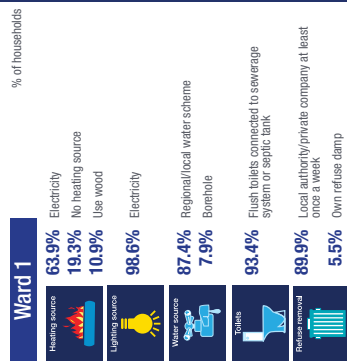 Ward 1
% of households
Heating source
63.9% Electricity
19.3% No heating source
10.9% Use wood
Lighting source
98.6% Electricity
Water source
87.4% Regional/local water scheme
7.9% Borehole
Toilets
93.4% Flush toilets connected to sewerage
system or septic tank
Refuse removal
89.9% Local authority/private company at least
once a week
5.5% Own refuse damp